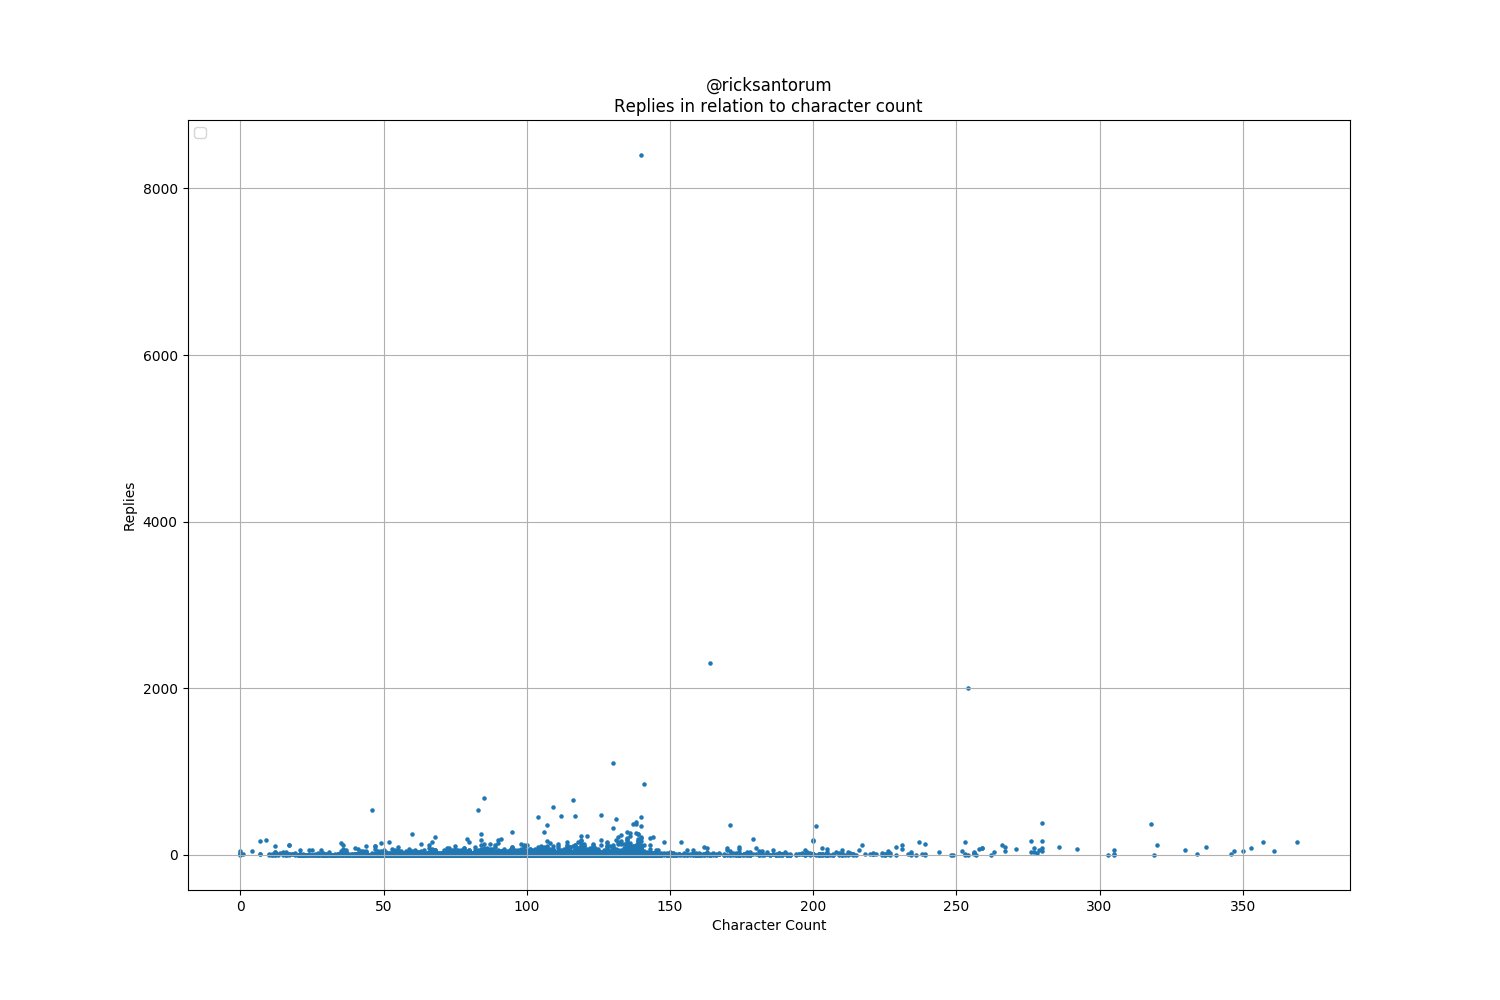 @ricksantorum
Replies in relation to character count
8000
6000
4000
2000
0
Replies
0 50 100 150 200 250 300 350
Character Count